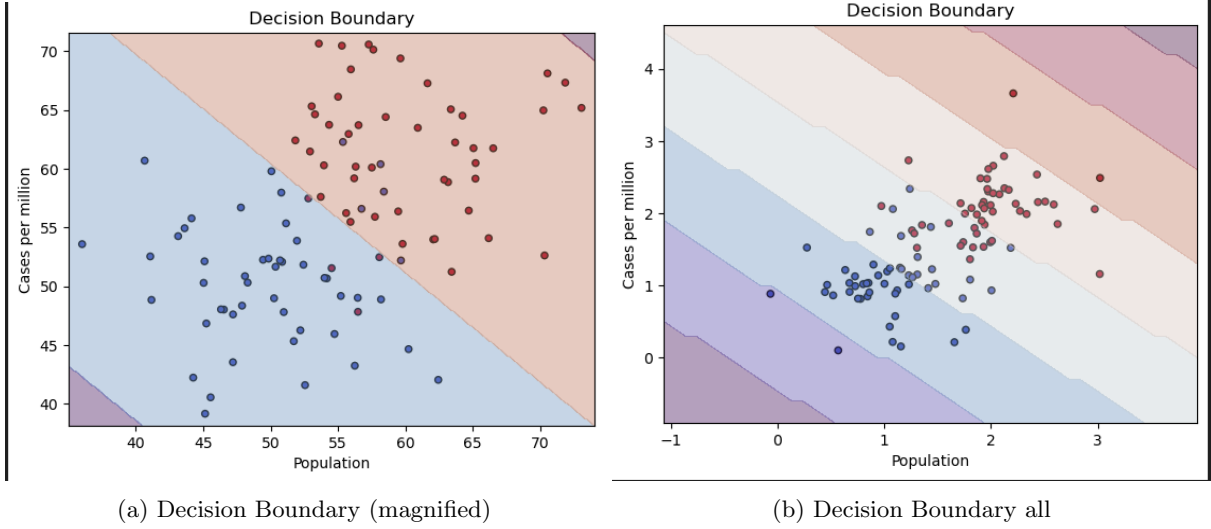 Decision Boundary
Cases per million
70
65
60
55
50
45
40
40 45 50 55 60 65 70
Population
(a) Decision Boundary (magnified)
Decision Boundary
Cases per million
4
3
2
1
0
−1 0 1 2 3
Population
(b) Decision Boundary all